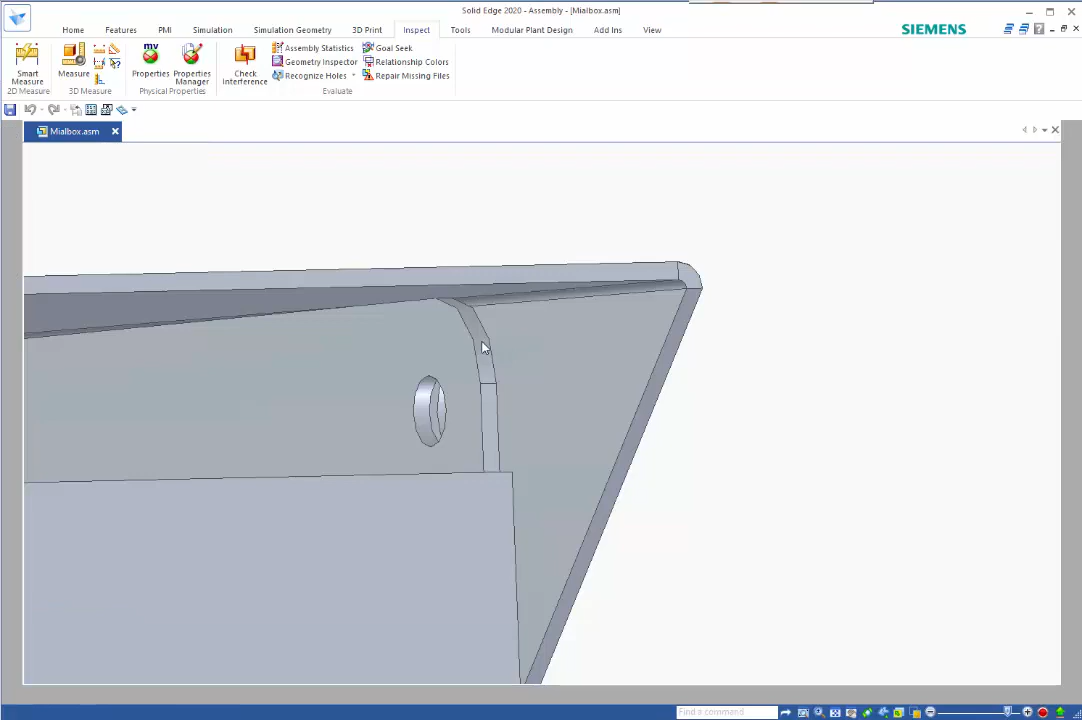 Solid Edge 2020 - Assembly - [Mialbox.asm]
Home Features PMI Simulation Simulation Geometry 3D Print Inspect Tools Modular Plant Design Add Ins View
SIEMENS
Smart Measure
2D Measure
Measure
3D Measure
mv
Properties
Properties Manager
Physical Properties
Check Interference
Assembly Statistics
Geometry Inspector
Recognize Holes
Goal Seek
Relationship Colors
Repair Missing Files
Evaluate
Mialbox.asm
Find a command